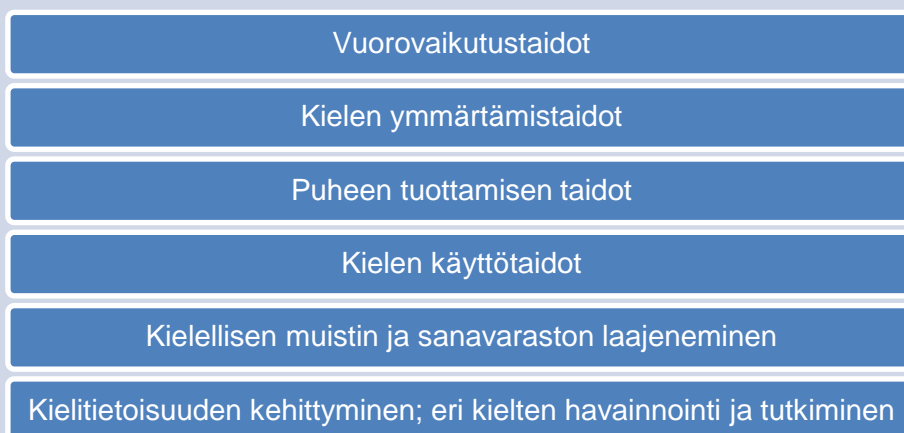 Vuorovaikutustaidot
Kielen ymmärtämistaidot
Puheen tuottamisen taidot
Kielen käyttötaidot
Kielellisen muistin ja sanavaraston laajeneminen
Kielitietoisuuden kehittyminen; eri kielten havainnointi ja tutkiminen